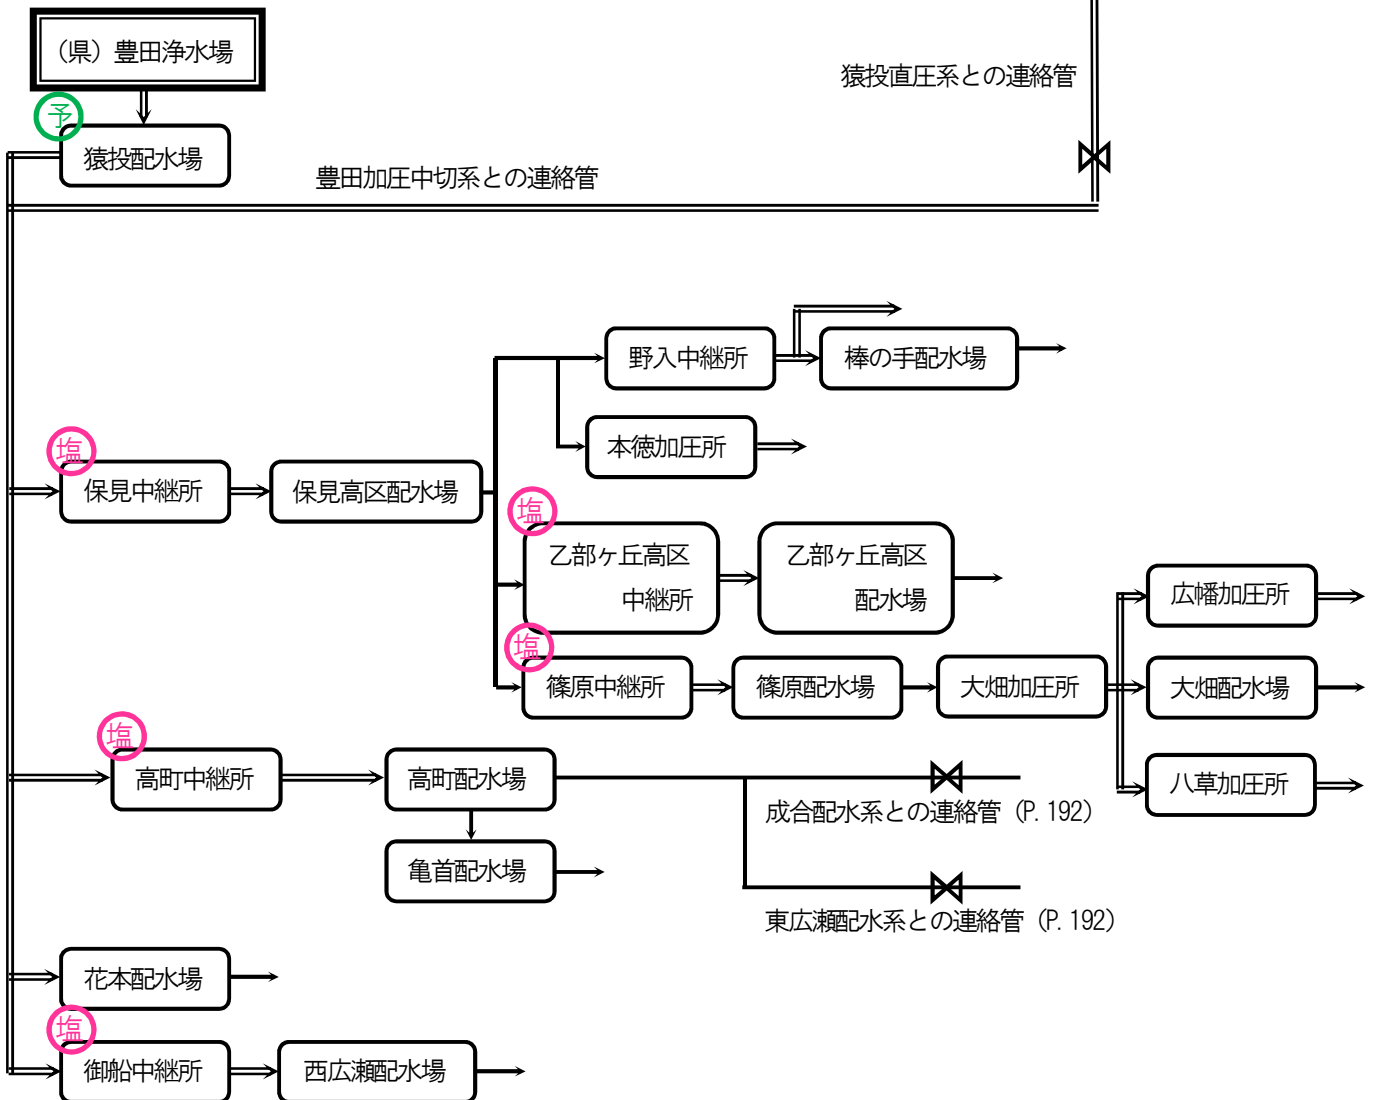 （県）豊田浄水場
猿投直圧系との連絡管
予
猿投配水場
豊田加圧中切系との連絡管
野入中継所
棒の手配水場
本徳加圧所
塩
保見中継所
保見高区配水場
塩
乙部ヶ丘高区
中継所
乙部ヶ丘高区
配水場
広幡加圧所
塩
篠原中継所
篠原配水場
大畑加圧所
大畑配水場
塩
高町中継所
高町配水場
八草加圧所
成合配水系との連絡管（P.192）
亀首配水場
東広瀬配水系との連絡管（P.192）
花本配水場
塩
御船中継所
西広瀬配水場